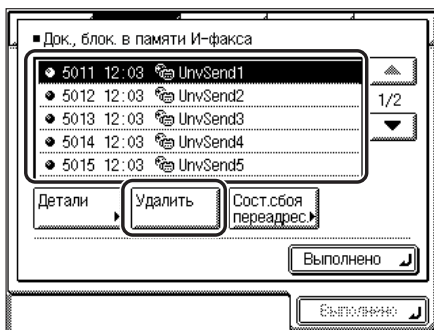 Док., блок. в памяти И-факса
5011 12:03 UnvSend1
5012 12:03 UnvSend2
5013 12:03 UnvSend3
5014 12:03 UnvSend4
5015 12:03 UnvSend5
1/2
Детали
Удалить
Сост.сбоя
переадрес.
Выполнено
Выполнено